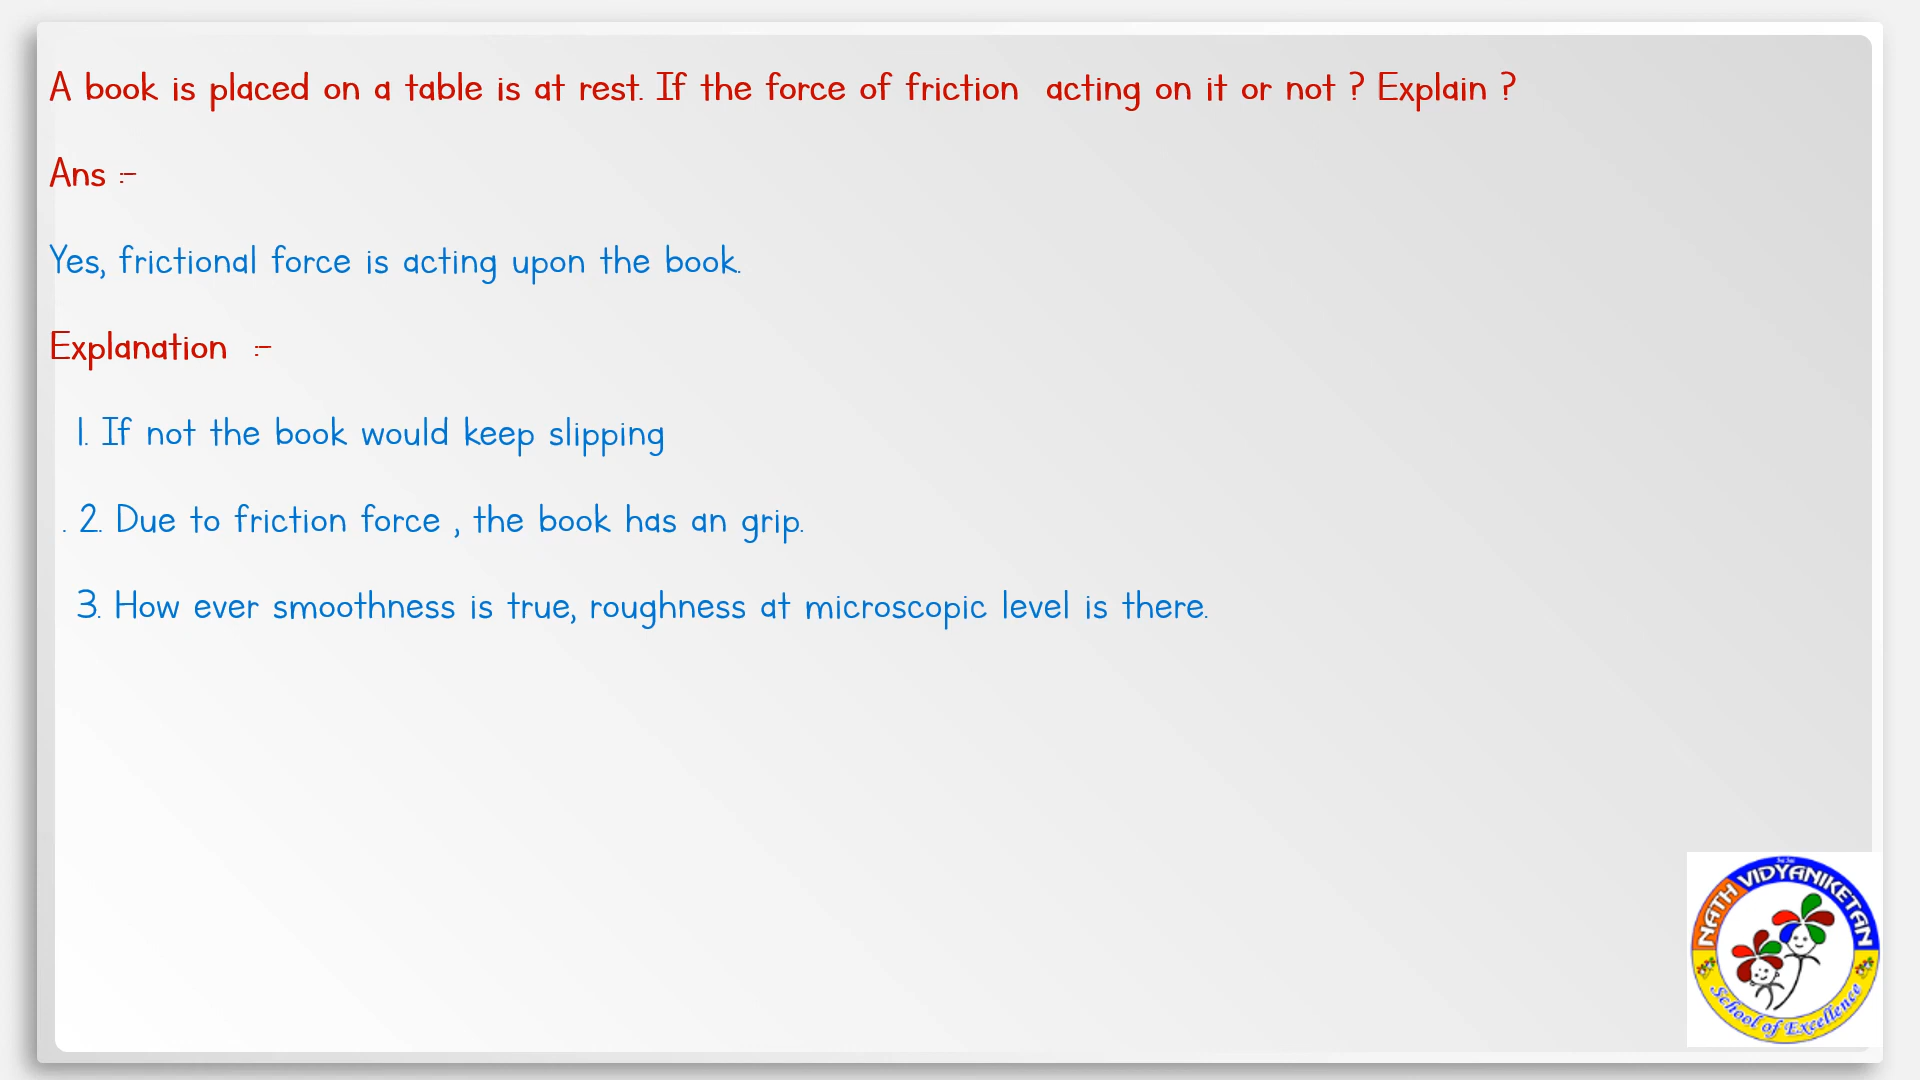 A book is placed on a table is at rest. If the force of friction  acting on it or not ? Explain ?
Ans :-
Yes, frictional force is acting upon the book.
Explanation  :-
1. If not the book would keep slipping
. 2. Due to friction force , the book has an grip.
3. How ever smoothness is true, roughness at microscopic level is there.
NATH VIDYANIKETAN
School of Excellence